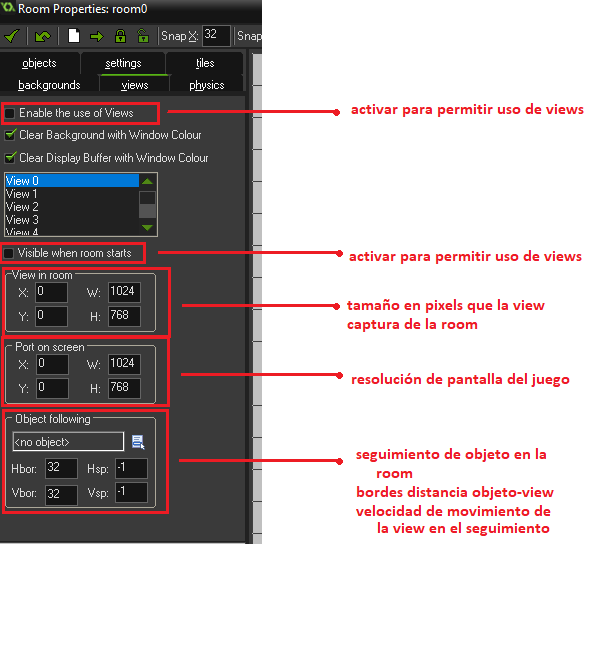 Room Properties: room0
Snap X: 32 Snap
objects settings tiles
backgrounds views physics
Enable the use of Views
activar para permitir uso de views
Clear Background with Window Colour
Clear Display Buffer with Window Colour
View 0
View 1
View 2
View 3
View 4
Visible when room starts
activar para permitir uso de views
View in room
X: 0 W: 1024
Y: 0 H: 768
tamaño en pixels que la view
captura de la room
Port on screen
X: 0 W: 1024
Y: 0 H: 768
resolución de pantalla del juego
Object following
<no object>
Hbor: 32 Hsp: -1
Vbor: 32 Vsp: -1
seguimiento de objeto en la
room
bordes distancia objeto-view
velocidad de movimiento de
la view en el seguimiento